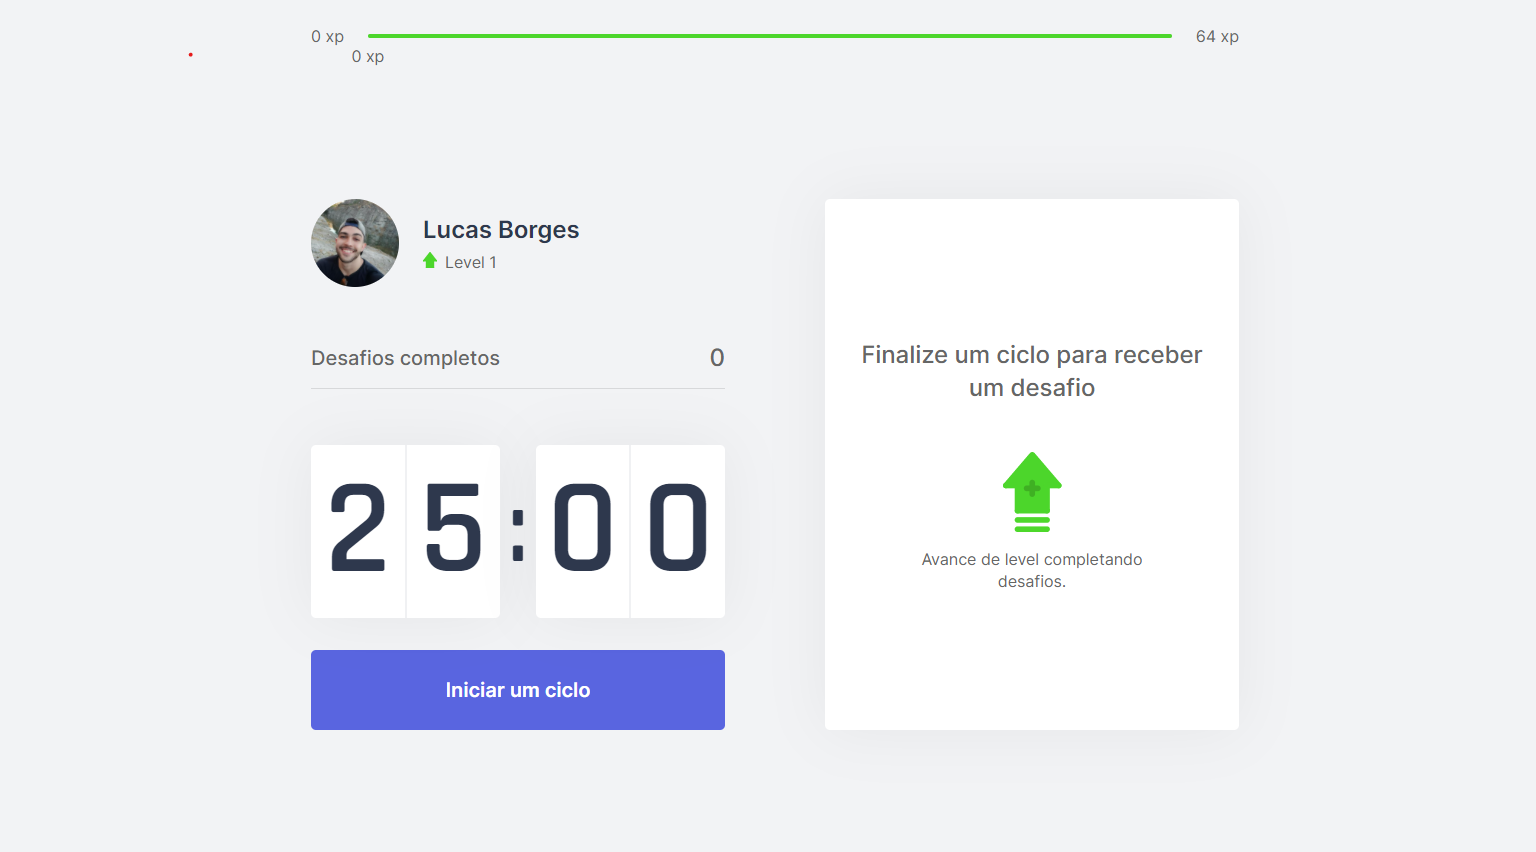 0 xp
64 xp
0 xp
Lucas Borges
Level 1
Desafios completos
0
25:00
Iniciar um ciclo
Finalize um ciclo para receber
um desafio
Avance de level completando
desafios.